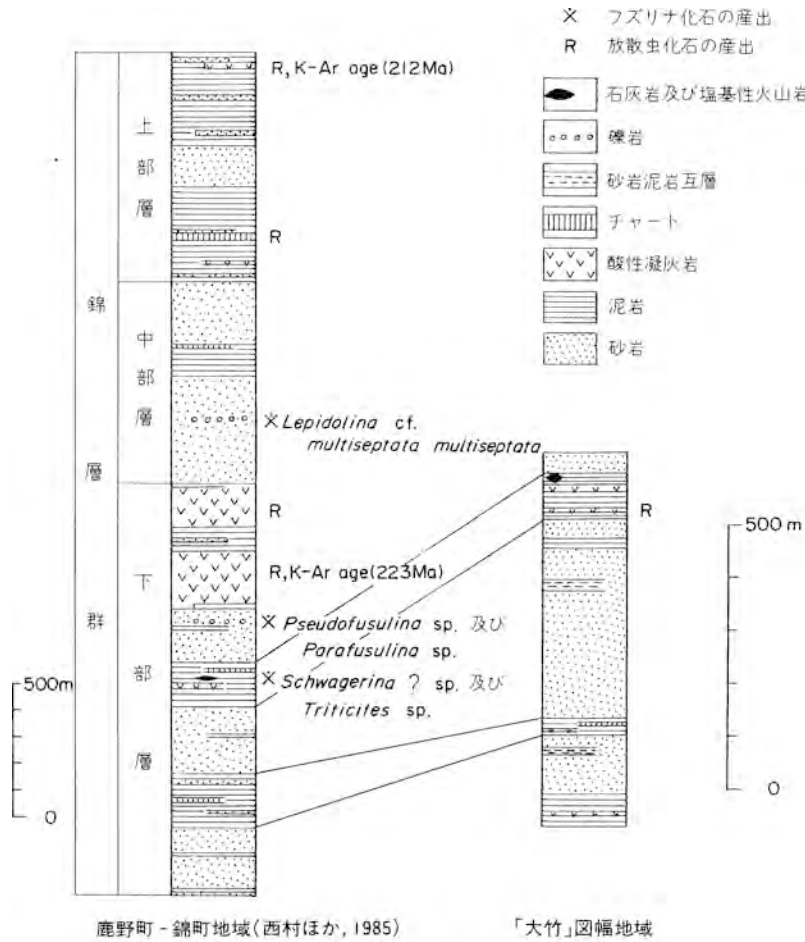 ※ フズリナ化石の産出
R 放散虫化石の産出
石灰岩及び塩基性火山岩
礫岩
砂岩泥岩互層
チャート
酸性凝灰岩
泥岩
砂岩
錦層群
上部層
中部層
下部層
R, K-Ar age(212Ma)
R
※ Lepidolina cf.
multiseptata multiseptata
R
R, K-Ar age(223Ma)
※ Pseudofusulina sp. 及び
Parafusulina sp.
※ Schwagerina ? sp. 及び
Triticites sp.
500m
0
R
500m
0
鹿野町-錦町地域(西村ほか, 1985)
「大竹」図幅地域